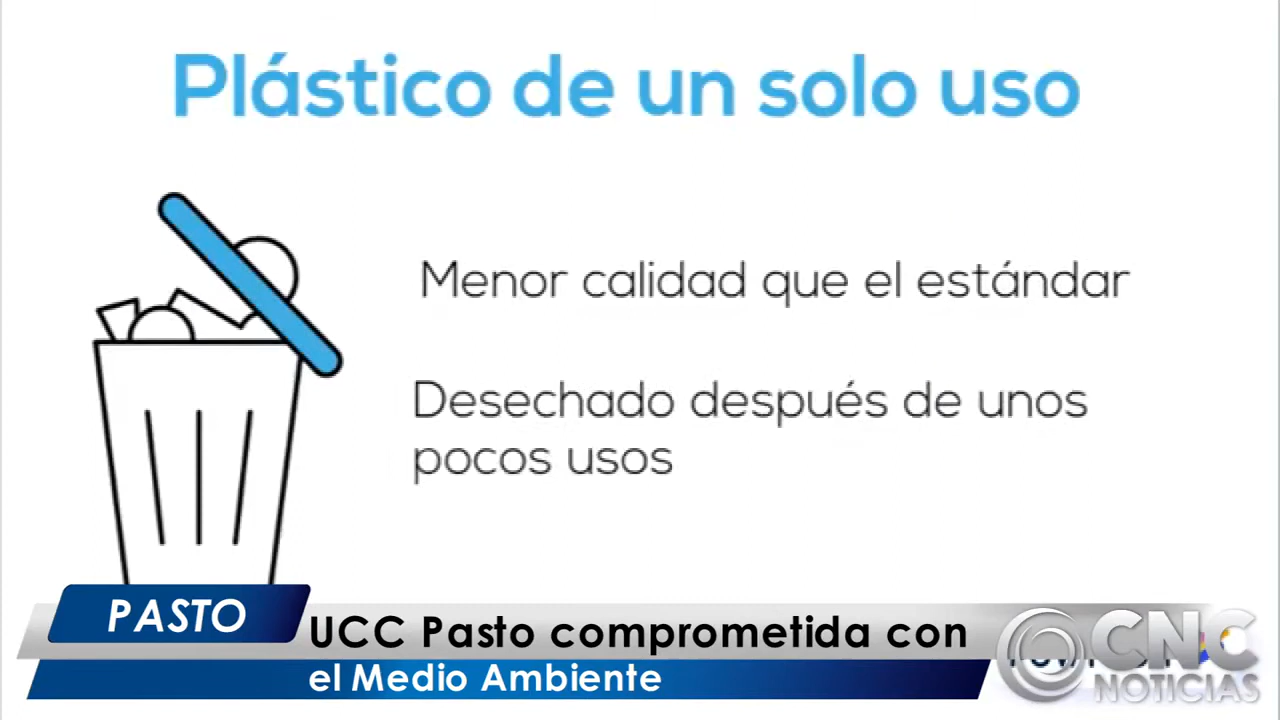 Plástico de un solo uso
Menor calidad que el estándar
Desechado después de unos
pocos usos
PASTO
UCC Pasto comprometida con
el Medio Ambiente
CNC
NOTICIAS